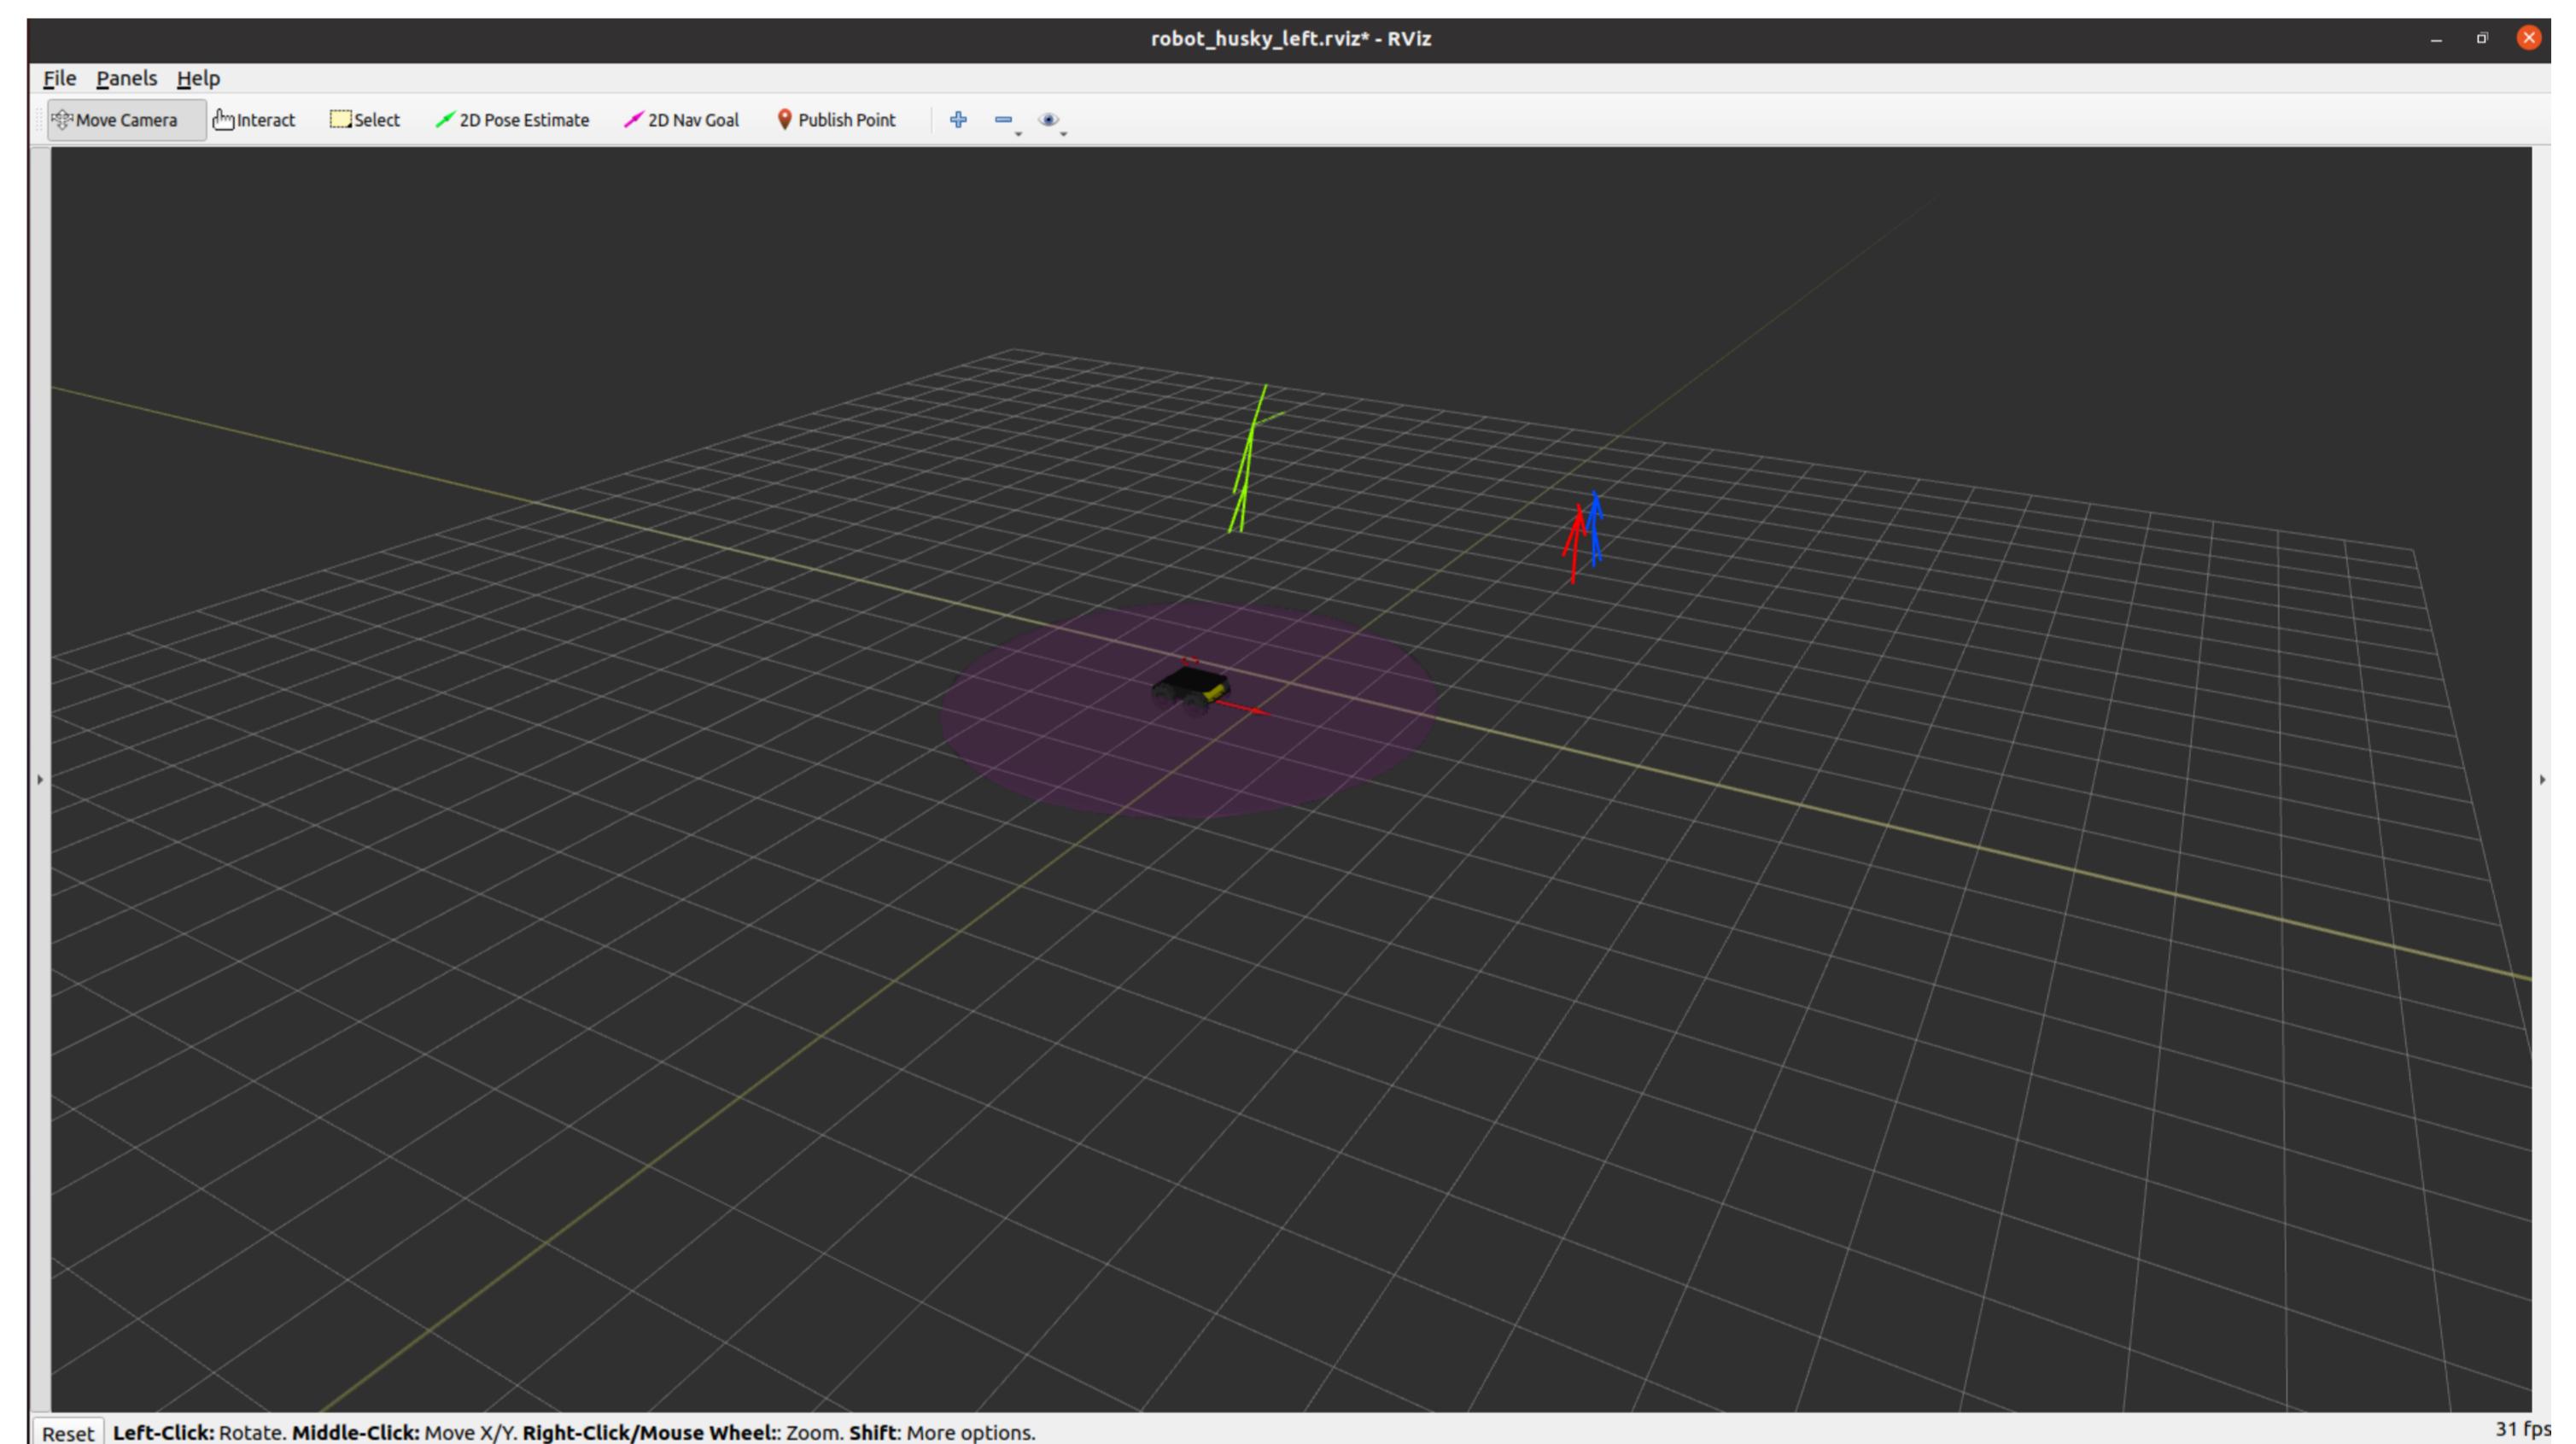 robot_husky_left.rviz* - RViz
File Panels Help
Move Camera Interact Select 2D Pose Estimate 2D Nav Goal Publish Point
Reset Left-Click: Rotate. Middle-Click: Move X/Y. Right-Click/Mouse Wheel:: Zoom. Shift: More options. 31 fps